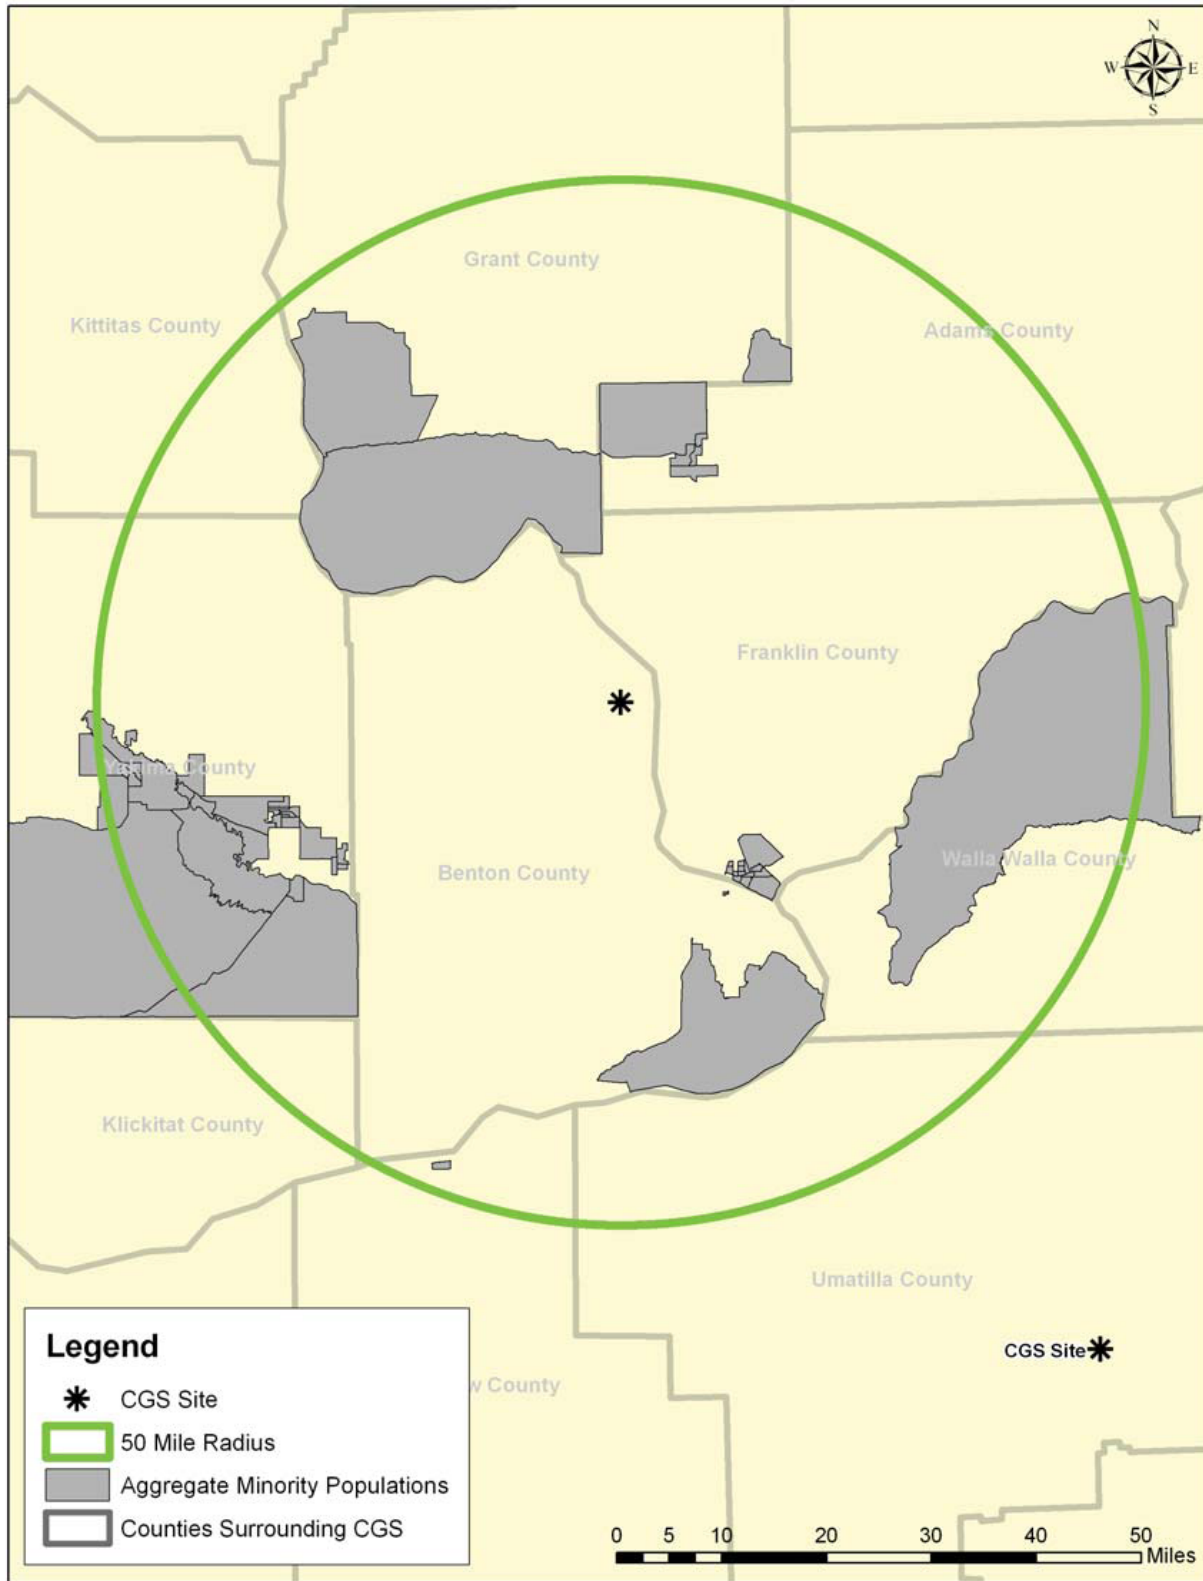 N
W E
S
Grant County
Kittitas County
Adams County
Franklin County
Yakima County
Walla Walla County
Benton County
Klickitat County
Umatilla County
CGS Site
w County
Legend
CGS Site
50 Mile Radius
Aggregate Minority Populations
Counties Surrounding CGS
0 5 10 20 30 40 50
Miles